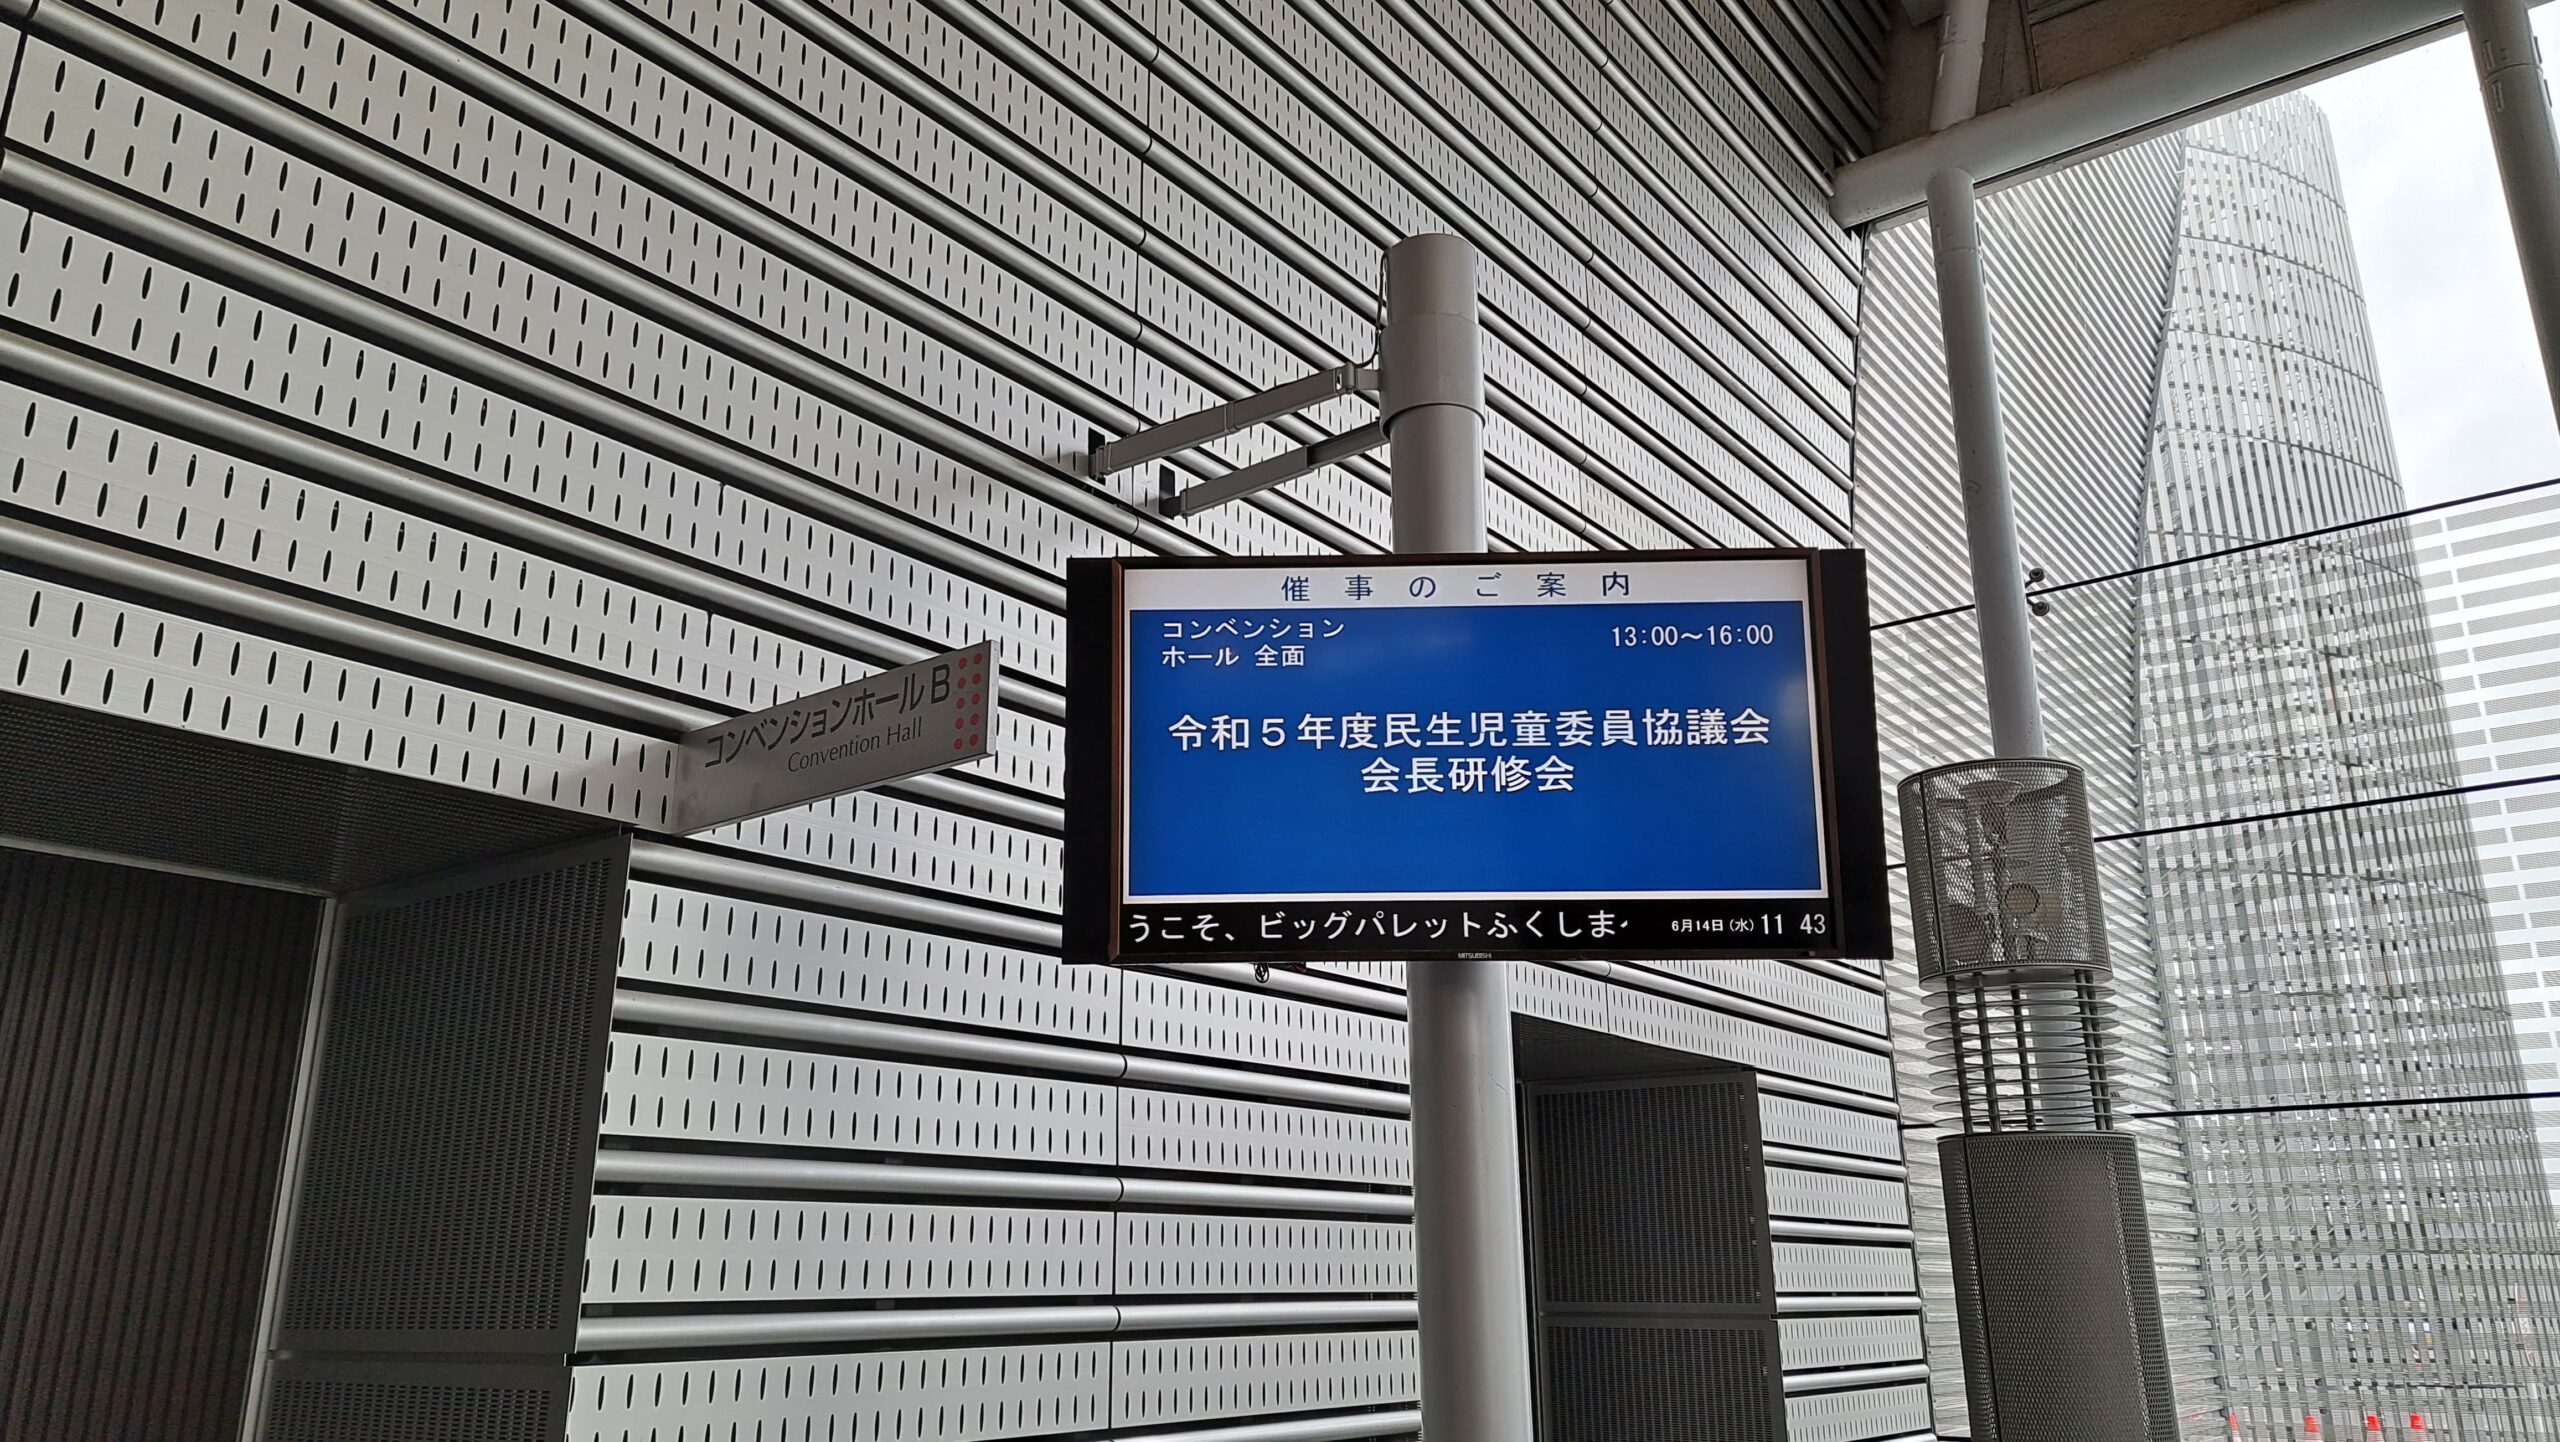 催事のご案内
コンベンション
ホール 全面
13:00～16:00
令和５年度民生児童委員協議会
会長研修会
うこそ、ビッグパレットふくしま
6月14日(水) 11 43
MITSUBISHI
コンベンションホール B
Convention Hall